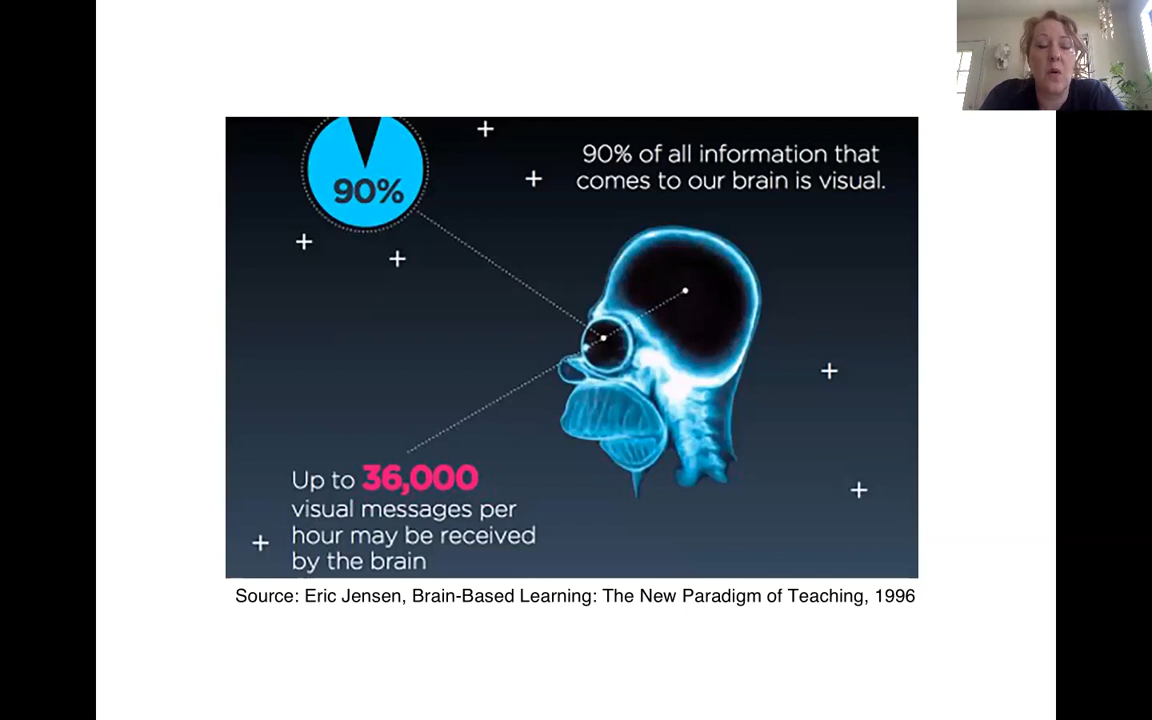 90%
90% of all information that
comes to our brain is visual.
Up to 36,000
visual messages per
hour may be received
by the brain
Source: Eric Jensen, Brain-Based Learning: The New Paradigm of Teaching, 1996